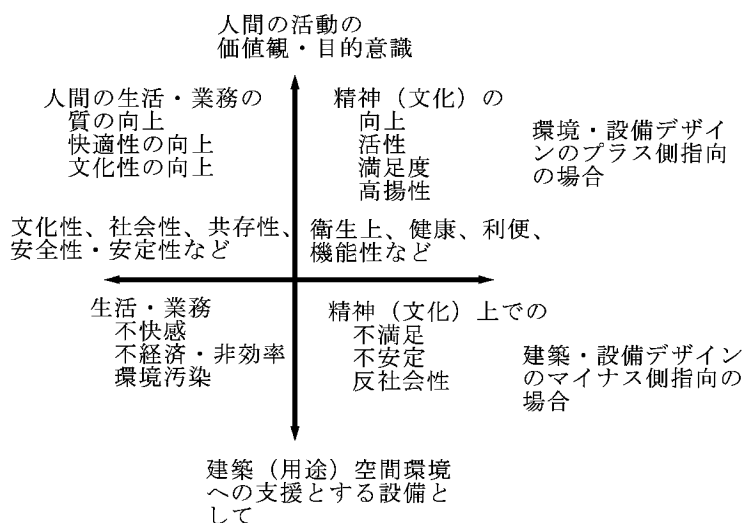 人間の活動の
価値観・目的意識
人間の生活・業務の
質の向上
快適性の向上
文化性の向上
精神（文化）の
向上
活性
満足度
高揚性
環境・設備デザイ
ンのプラス側指向
の場合
文化性、社会性、共存性、
安全性・安定性など
衛生上、健康、利便、
機能性など
生活・業務
不快感
不経済・非効率
環境汚染
精神（文化）上での
不満足
不安定
反社会性
建築・設備デザイン
のマイナス側指向の
場合
建築（用途）空間環境
への支援とする設備と
して